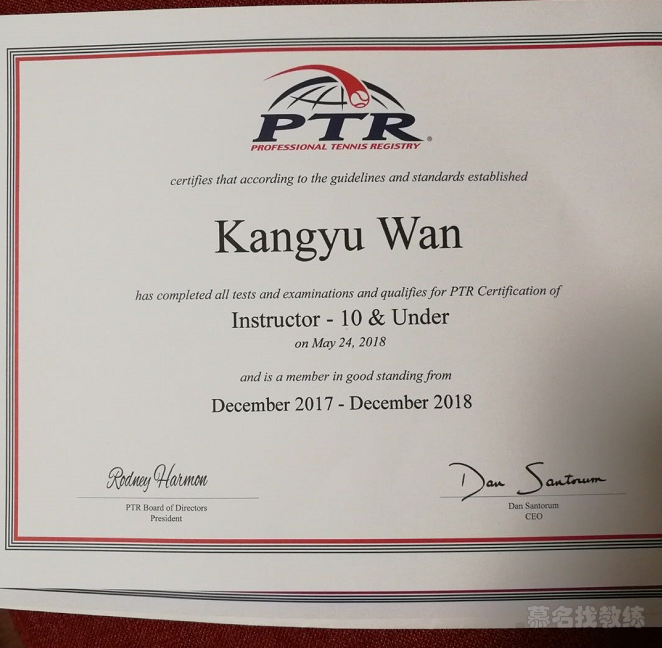 PTR®
PROFESSIONAL TENNIS REGISTRY
certifies that according to the guidelines and standards established
Kangyu Wan
has completed all tests and examinations and qualifies for PTR Certification of
Instructor - 10 & Under
on May 24, 2018
and is a member in good standing from
December 2017 - December 2018
Rodney Harmon
PTR Board of Directors
President
Dan Santorum
Dan Santorum
CEO
慕名找教练